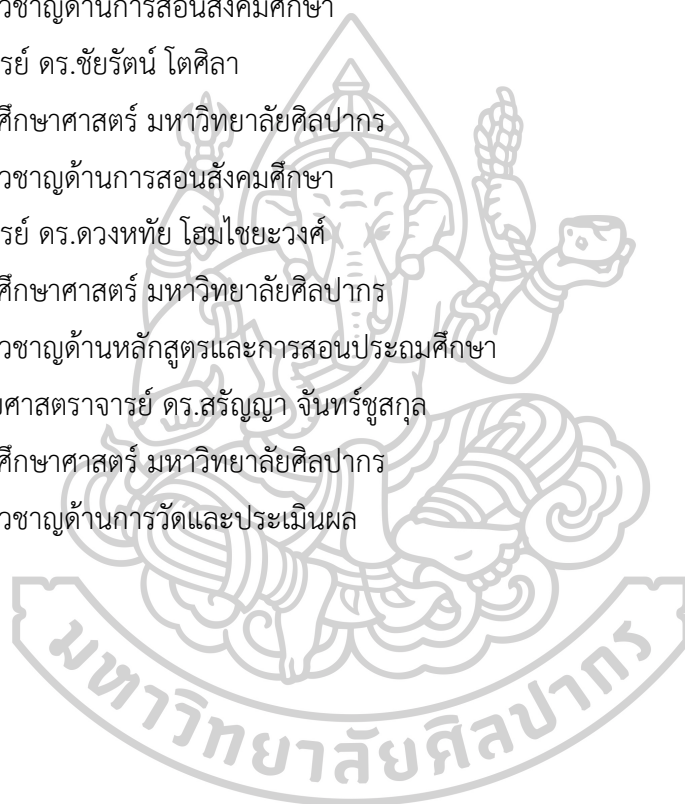 วชาญด้านการสอนสังคมศึกษา
รย์ ดร.ชัยรัตน์ โตศิลา
ศึกษาศาสตร์ มหาวิทยาลัยศิลปากร
วชาญด้านการสอนสังคมศึกษา
รย์ ดร.ดวงหทัย โฮมไชยะวงศ์
ศึกษาศาสตร์ มหาวิทยาลัยศิลปากร
วชาญด้านหลักสูตรและการสอนประถมศึกษา
ยศาสตราจารย์ ดร.สรัญญา จันทร์ชูสกุล
ศึกษาศาสตร์ มหาวิทยาลัยศิลปากร
วชาญด้านการวัดและประเมินผล
มหาวิทยาลัยศิลปากร